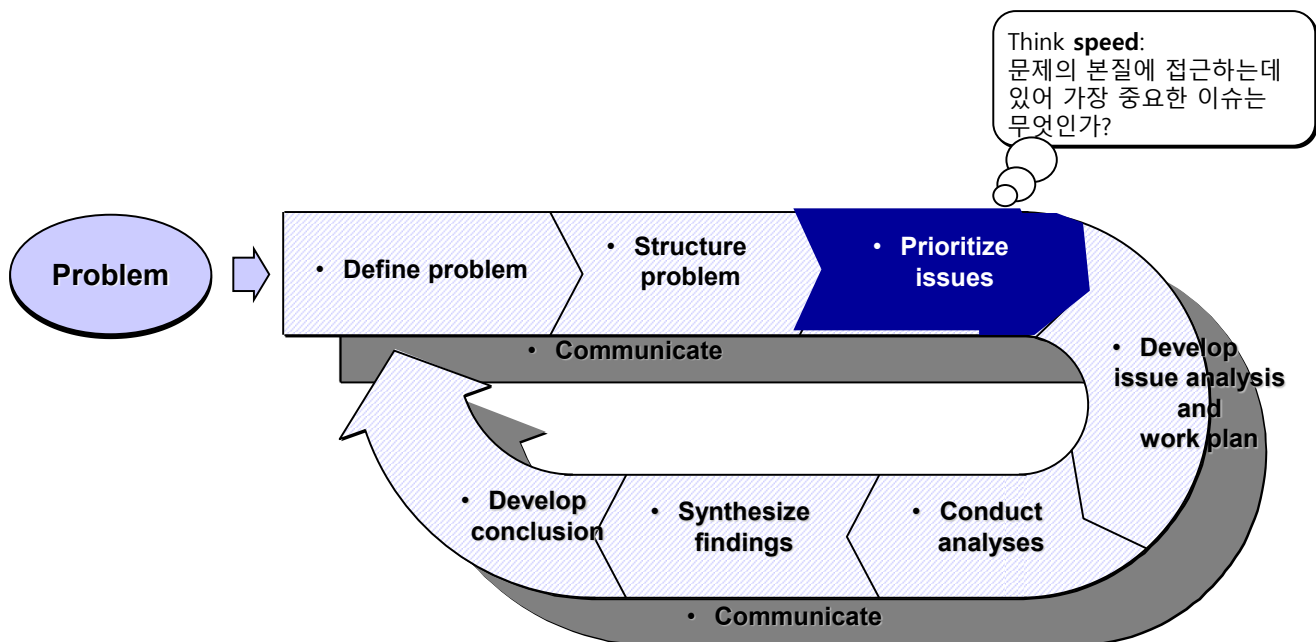 Think speed:
문제의 본질에 접근하는데
있어 가장 중요한 이슈는
무엇인가?
Problem
• Define problem
• Structure
problem
• Prioritize
issues
• Communicate
• Develop
issue analysis
and
work plan
• Conduct
analyses
• Synthesize
findings
• Develop
conclusion
• Communicate